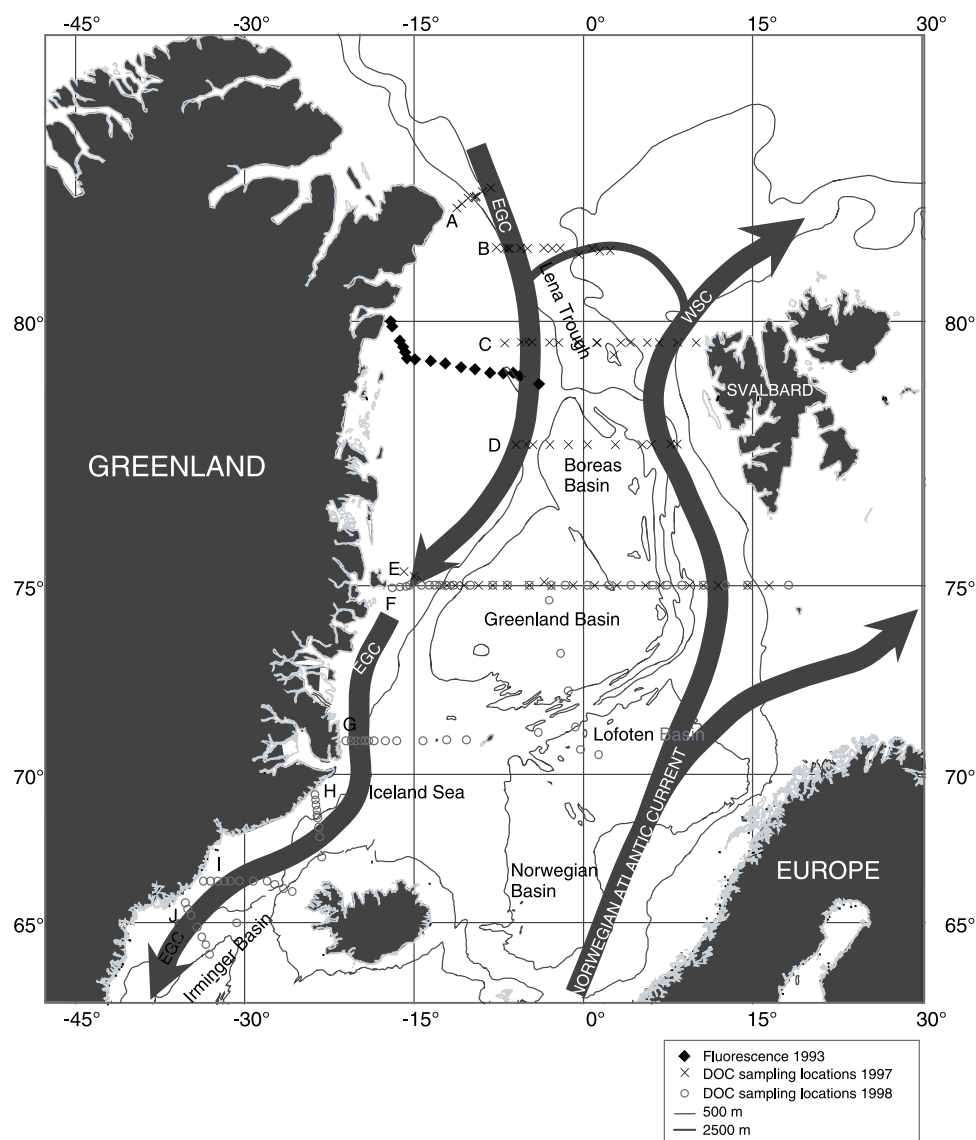 -45° -30° -15° 0° 15° 30°
A
EGC
B
Lena Trough
WSC
80° 80°
C
SVALBARD
D
GREENLAND
Boreas
Basin
E
75° 75°
F
Greenland Basin
EGC
G
Lofoten Basin
70° 70°
H
Iceland Sea
NORWEGIAN ATLANTIC CURRENT
I
Norwegian
Basin
EUROPE
J
65° 65°
EGC
Irminger Basin
-45° -30° -15° 0° 15° 30°
Fluorescence 1993
DOC sampling locations 1997
DOC sampling locations 1998
500 m
2500 m